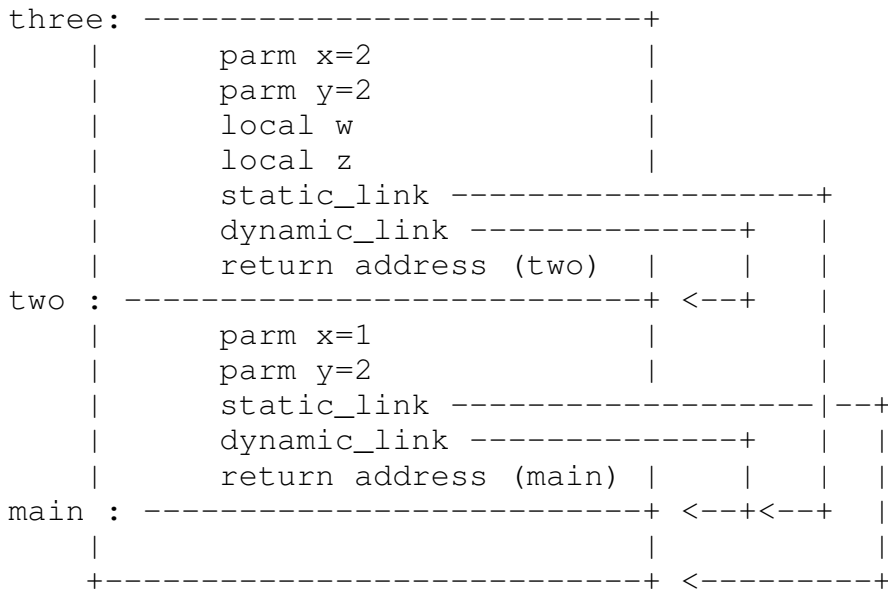 three: --------------------------+
    |      parm x=2              |
    |      parm y=2              |
    |      local w               |
    |      local z               |
    |      static_link -------------------+
    |      dynamic_link --------------+   |
    |      return address (two)  |    |   |
two : ---------------------------+ <--+   |
    |      parm x=1              |        |
    |      parm y=2              |        |
    |      static_link -------------------|--+
    |      dynamic_link --------------+   |  |
    |      return address (main) |    |   |  |
main : --------------------------+ <--+<--+  |
    |                            |           |
    +----------------------------+ <---------+